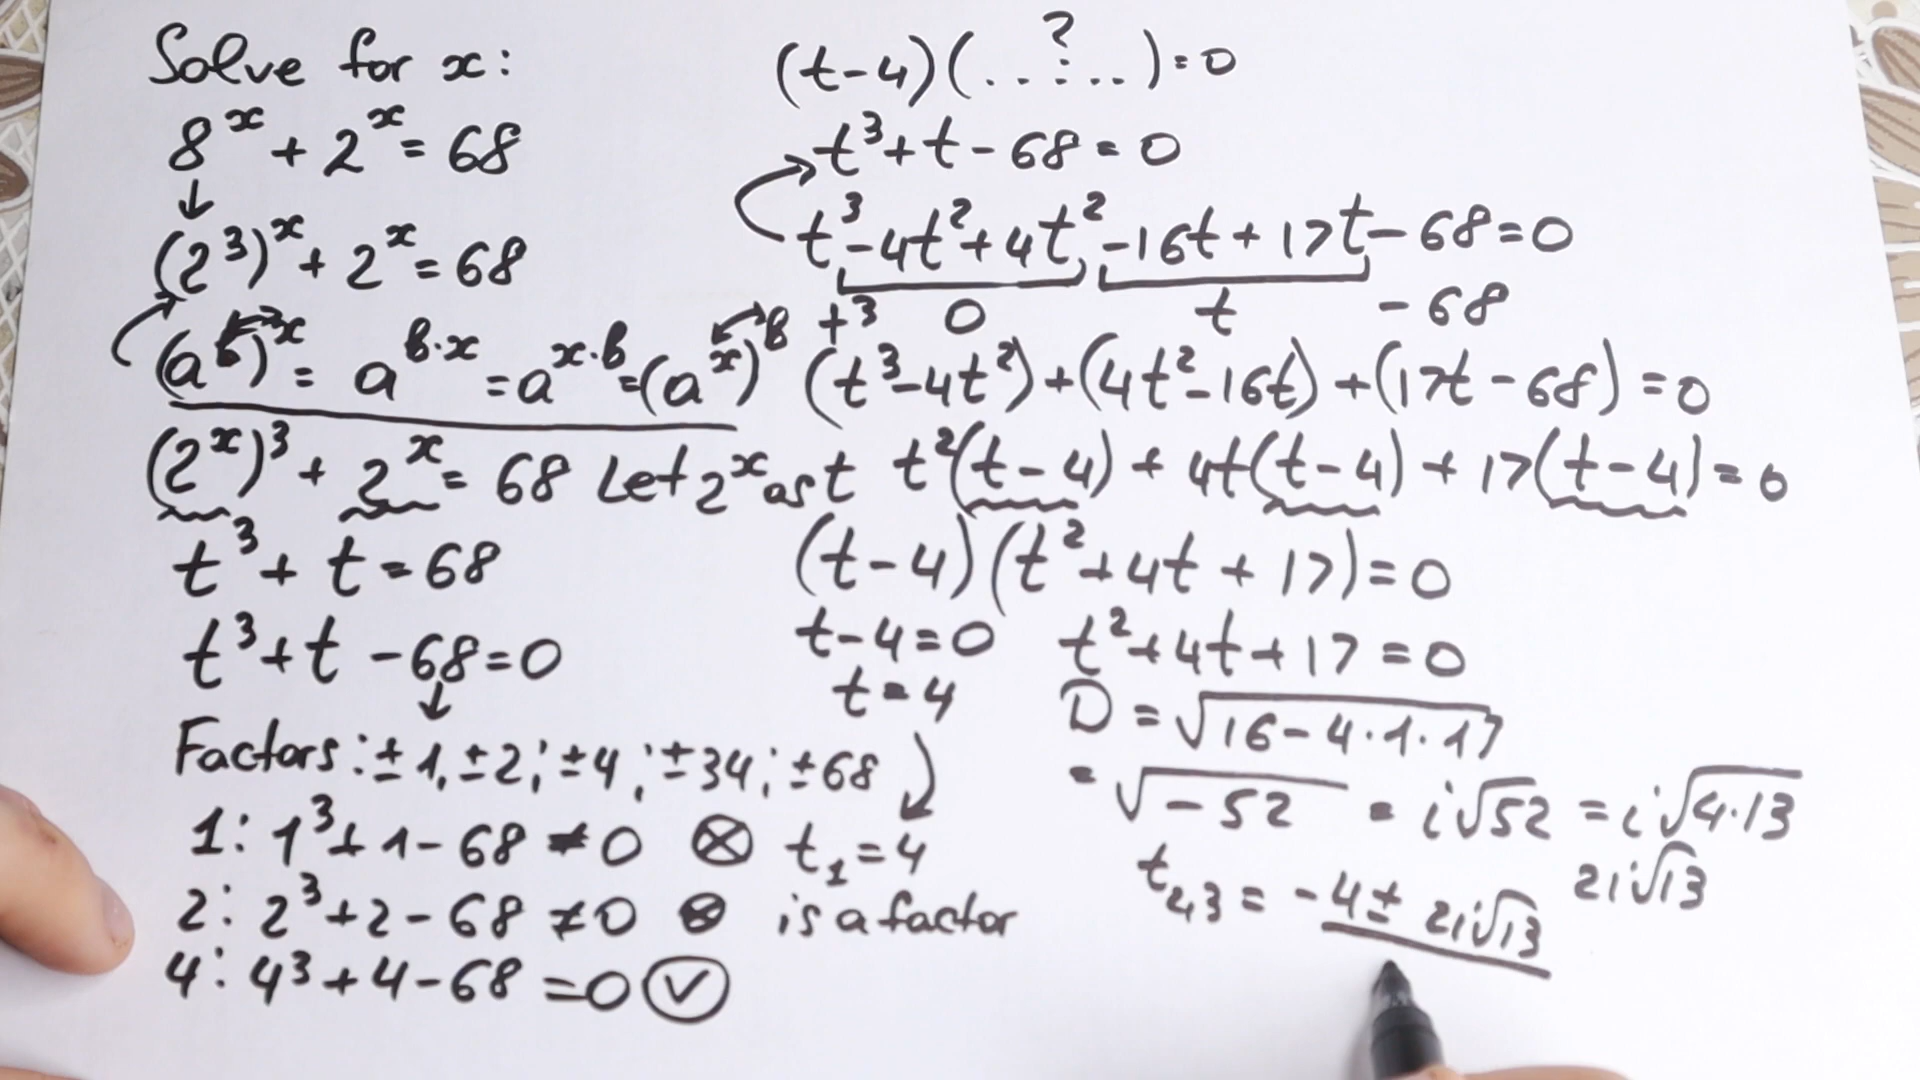 Solve for x:
8^x + 2^x = 68
↓
(2^3)^x + 2^x = 68
(a^b)^x = a^(b·x) = a^(x·b) = (a^x)^b
(2^x)^3 + 2^x = 68 Let 2^x as t
t^3 + t = 68
t^3 + t - 68 = 0
↓
Factors: ±1, ±2; ±4; ±34; ±68
1: 1^3 + 1 - 68 ≠ 0 ⊗
2: 2^3 + 2 - 68 ≠ 0 ⊗
4: 4^3 + 4 - 68 = 0 ✓
?
(t-4)(.....) = 0
t^3 + t - 68 = 0
t^3 - 4t^2 + 4t^2 - 16t + 17t - 68 = 0
+3 0 t - 68
(t^3 - 4t^2) + (4t^2 - 16t) + (17t - 68) = 0
t^2(t-4) + 4t(t-4) + 17(t-4) = 0
(t-4)(t^2 + 4t + 17) = 0
t-4 = 0
t = 4
t_1 = 4
is a factor
t^2 + 4t + 17 = 0
D = √(16 - 4·1·17)
= √(-52) = i√52 = i√(4·13)
2i√13
t_2,3 = -4 ± 2i√13